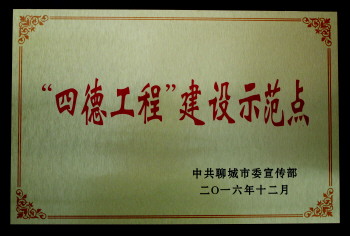 “四德工程”建设示范点
中共聊城市委宣传部
二〇一六年十二月